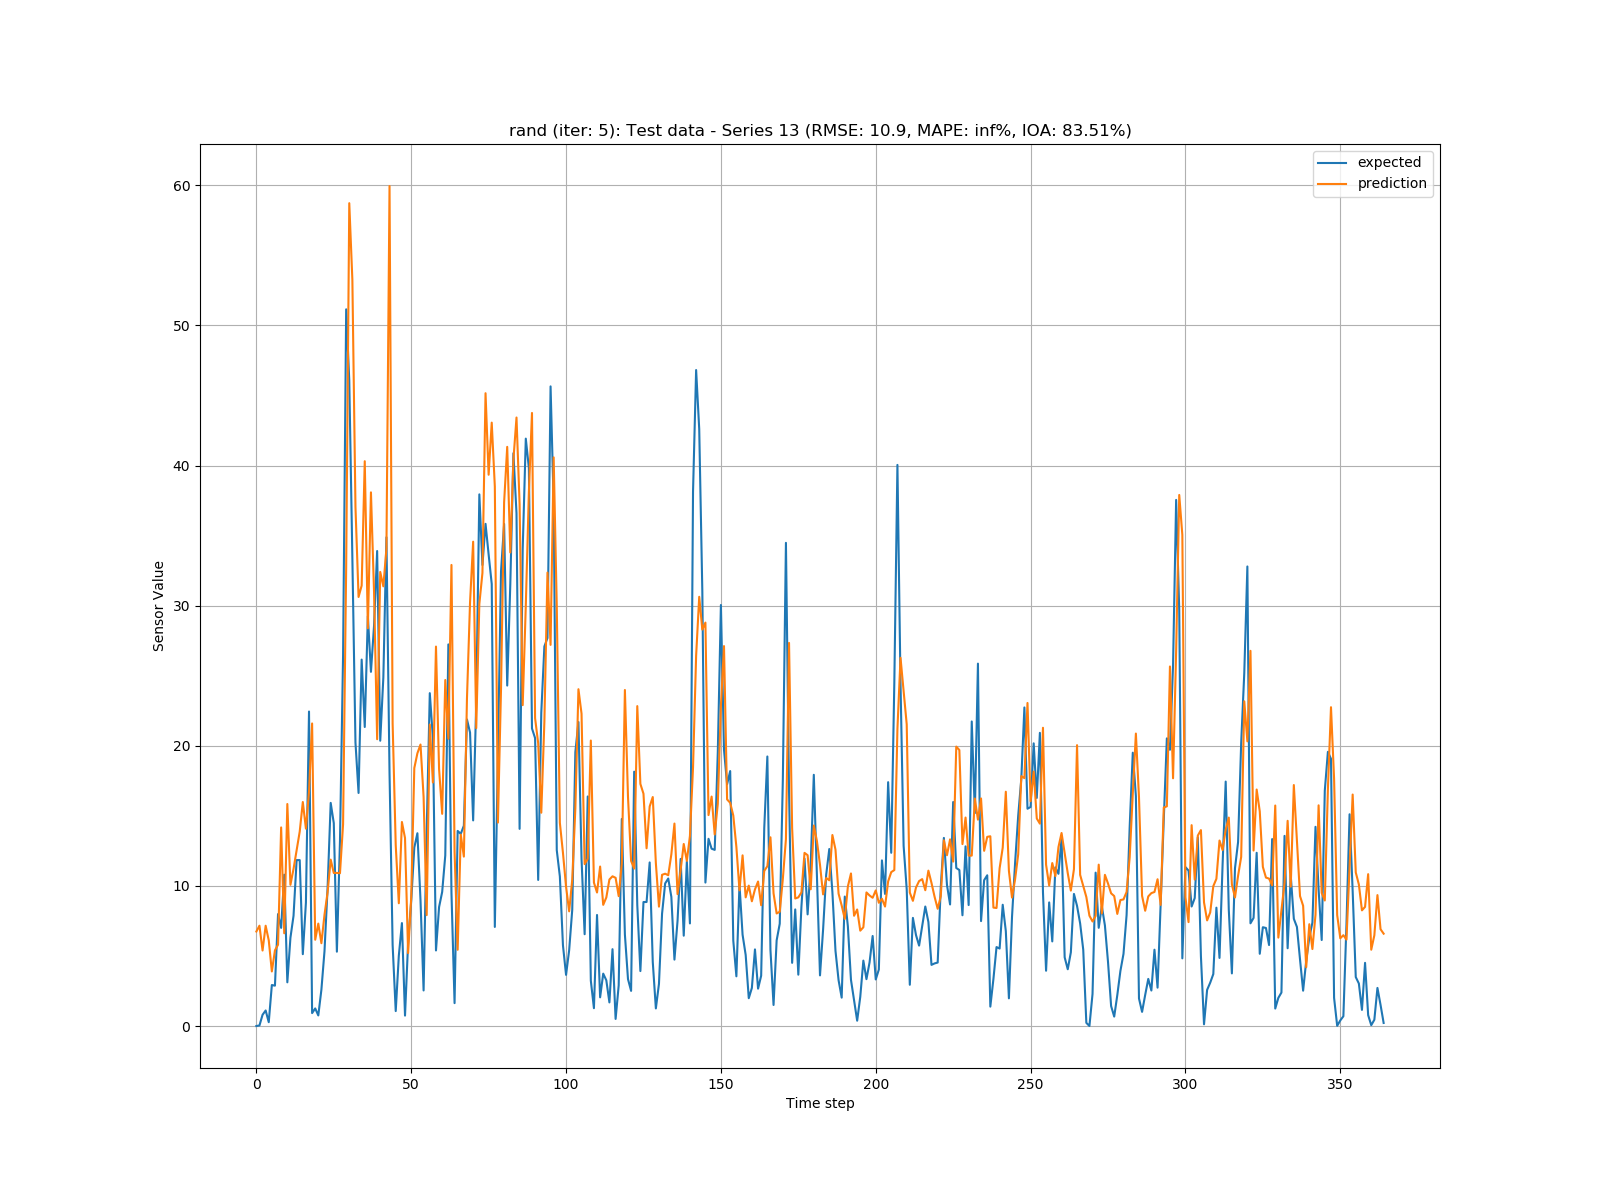 rand (iter: 5): Test data - Series 13 (RMSE: 10.9, MAPE: inf%, IOA: 83.51%)
expected
prediction
60
50
40
30
20
10
0
Sensor Value
0 50 100 150 200 250 300 350
Time step